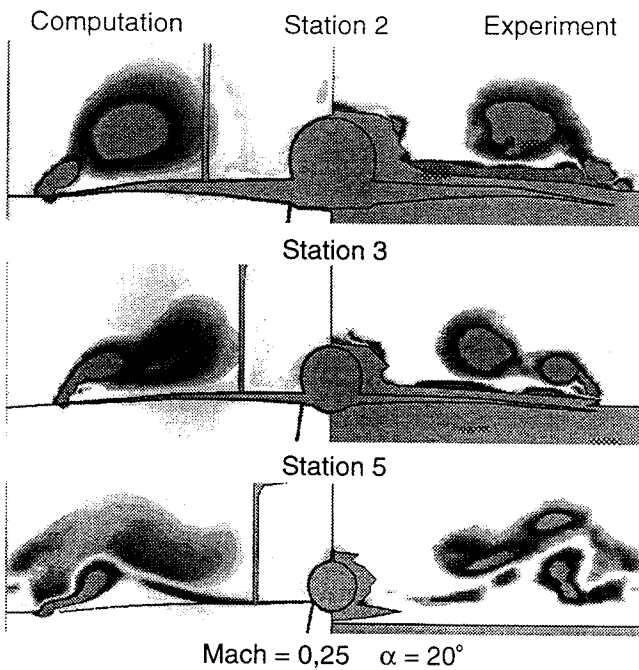 Computation Station 2 Experiment
Station 3
Station 5
Mach = 0,25 α = 20°